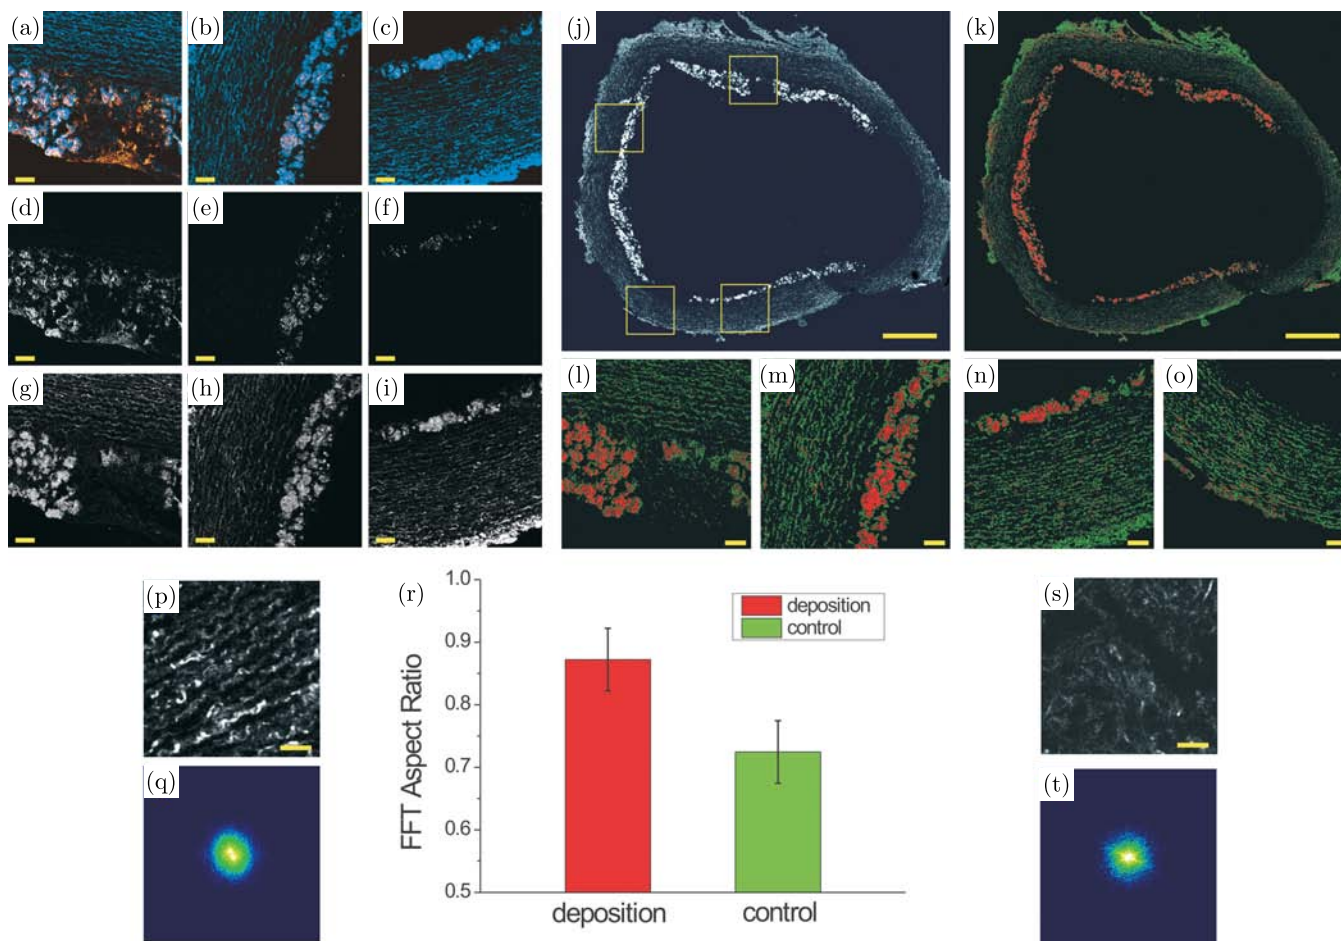 (a)
(b)
(c)
(j)
(k)
(d)
(e)
(f)
(g)
(h)
(i)
(l)
(m)
(n)
(o)
(p)
(q)
(r)
1.0
0.9
0.8
0.7
0.6
0.5
FFT Aspect Ratio
deposition
control
deposition
control
(s)
(t)